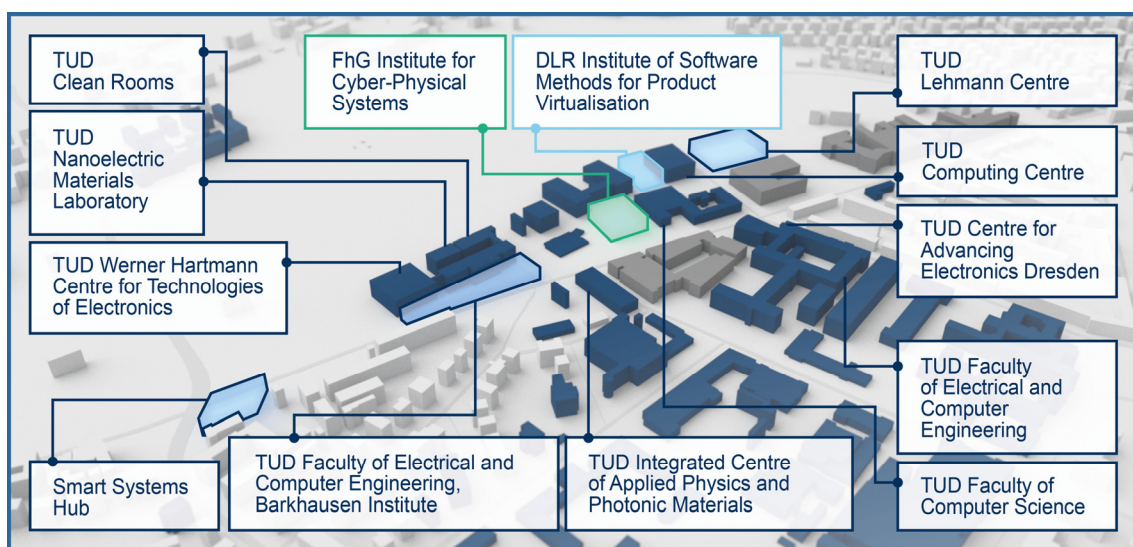 TUD
Clean Rooms
FhG Institute for
Cyber-Physical
Systems
DLR Institute of Software
Methods for Product
Virtualisation
TUD
Lehmann Centre
TUD
Nanoelectric
Materials
Laboratory
TUD
Computing Centre
TUD Centre for
Advancing
Electronics Dresden
TUD Werner Hartmann
Centre for Technologies
of Electronics
TUD Faculty
of Electrical and
Computer
Engineering
Smart Systems
Hub
TUD Faculty of Electrical and
Computer Engineering,
Barkhausen Institute
TUD Integrated Centre
of Applied Physics and
Photonic Materials
TUD Faculty of
Computer Science